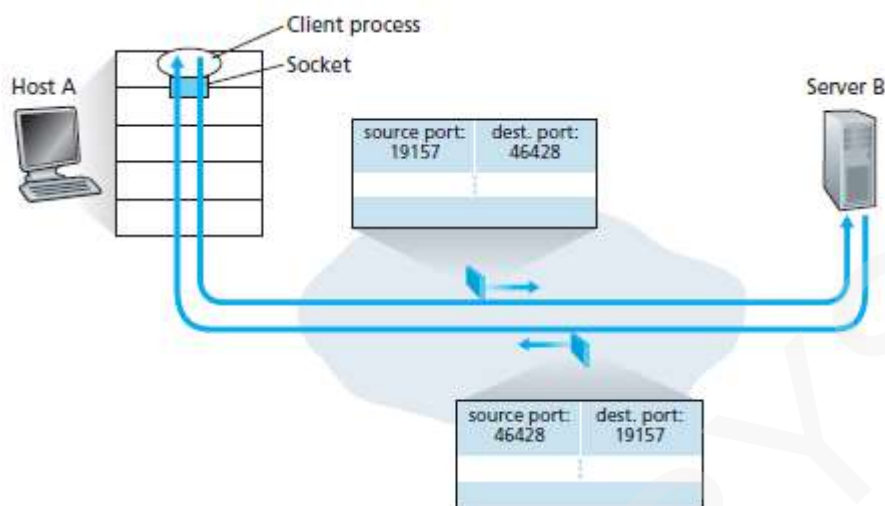 Client process
Socket
Host A
Server B
source port: dest. port:
19157 46428
source port: dest. port:
46428 19157